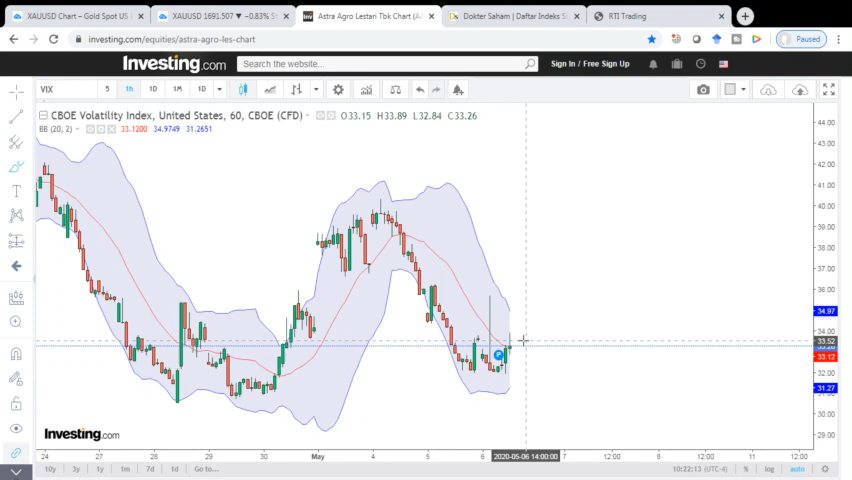 XAUUSD Chart – Gold Spot US
XAUUSD 1691.507 ▼ −0.83%
Astra Agro Lestari Tbk Chart (A
Dokter Saham | Daftar Indeks S
RTI Trading
investing.com/equities/astra-agro-les-chart
Paused
Investing.com
Search the website...
Sign In / Free Sign Up
VIX
5
1h
1D
1M
1D
CBOE Volatility Index, United States, 60, CBOE (CFD)
O33.15 H33.89 L32.84 C33.26
BB (20, 2)
33.1200 34.9749 31.2651
44.00
43.00
42.00
41.00
40.00
39.00
38.00
37.00
36.00
34.97
34.00
33.52
33.12
32.00
31.27
30.00
29.00
P
Investing.com
24
27
28
29
30
May
4
5
6
2020-05-06 14:00:00
7
12:00
8
12:00
11
12:00
10y
3y
1y
1m
7d
1d
Go to...
10:22:13 (UTC-4)
%
log
auto